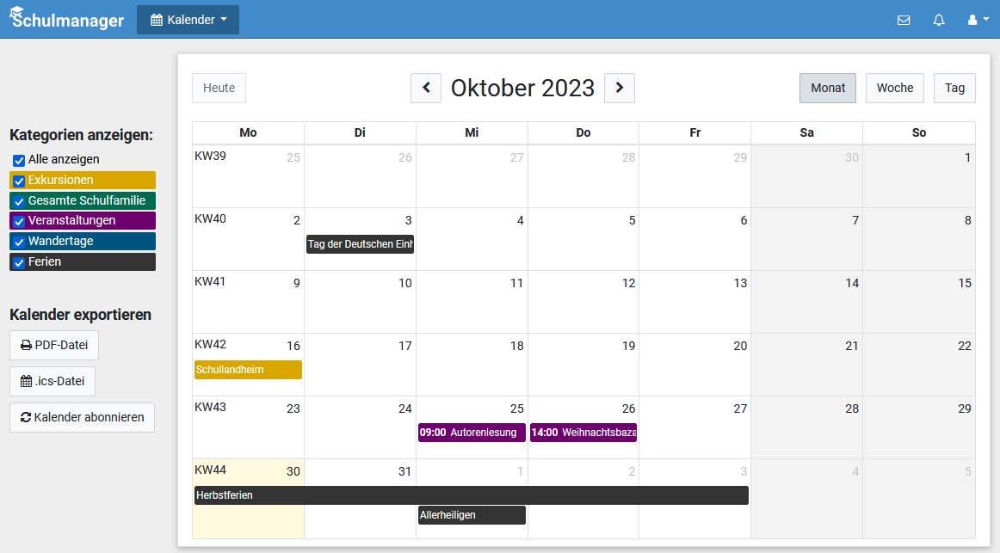 Schulmanager
Kalender
Heute
Oktober 2023
Monat
Woche
Tag
Kategorien anzeigen:
Alle anzeigen
Exkursionen
Gesamte Schulfamilie
Veranstaltungen
Wandertage
Ferien
Kalender exportieren
PDF-Datei
.ics-Datei
Kalender abonnieren
Mo Di Mi Do Fr Sa So
KW39 25 26 27 28 29 30 1
KW40 2 3 4 5 6 7 8
Tag der Deutschen Einh
KW41 9 10 11 12 13 14 15
KW42 16 17 18 19 20 21 22
Schullandheim
KW43 23 24 25 26 27 28 29
09:00 Autorenlesung
14:00 Weihnachtsbaza
KW44 30 31 1 2 3 4 5
Herbstferien
Allerheiligen